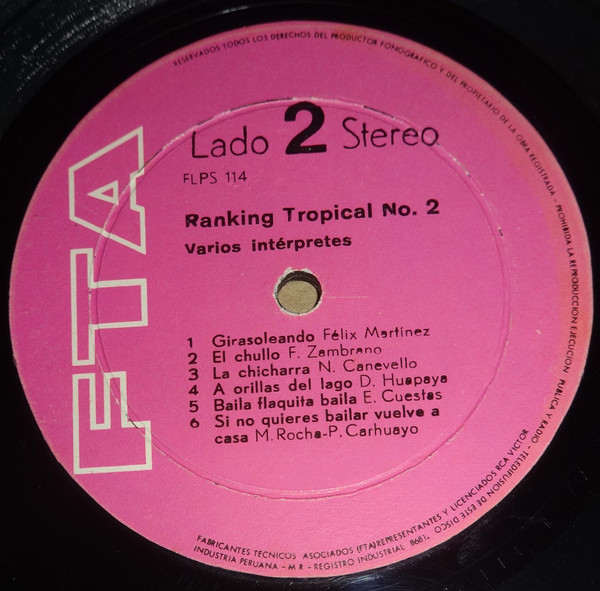 RESERVADOS TODOS LOS DERECHOS DEL PRODUCTOR FONOGRAFICO Y DEL PROPIETARIO DE LA OBRA REGISTRADA - PROHIBIDA LA REPRODUCCION EJECUCION PUBLICA Y RADIO - TELEDIFUSION DE ESTE DISCO
FTA
Lado 2 Stereo
FLPS 114
Ranking Tropical No. 2
Varios intérpretes
1 Girasoleando Félix Martínez
2 El chullo F. Zambrano
3 La chicharra N. Canevello
4 A orillas del lago D. Huapaya
5 Baila flaquita baila E. Cuestas
6 Si no quieres bailar vuelve a
casa M. Rocha-P. Carhuayo
FABRICANTES TECNICOS ASOCIADOS (FTA) REPRESENTANTES Y LICENCIADOS RCA VICTOR
INDUSTRIA PERUANA - M R - REGISTRO INDUSTRIAL 8681.